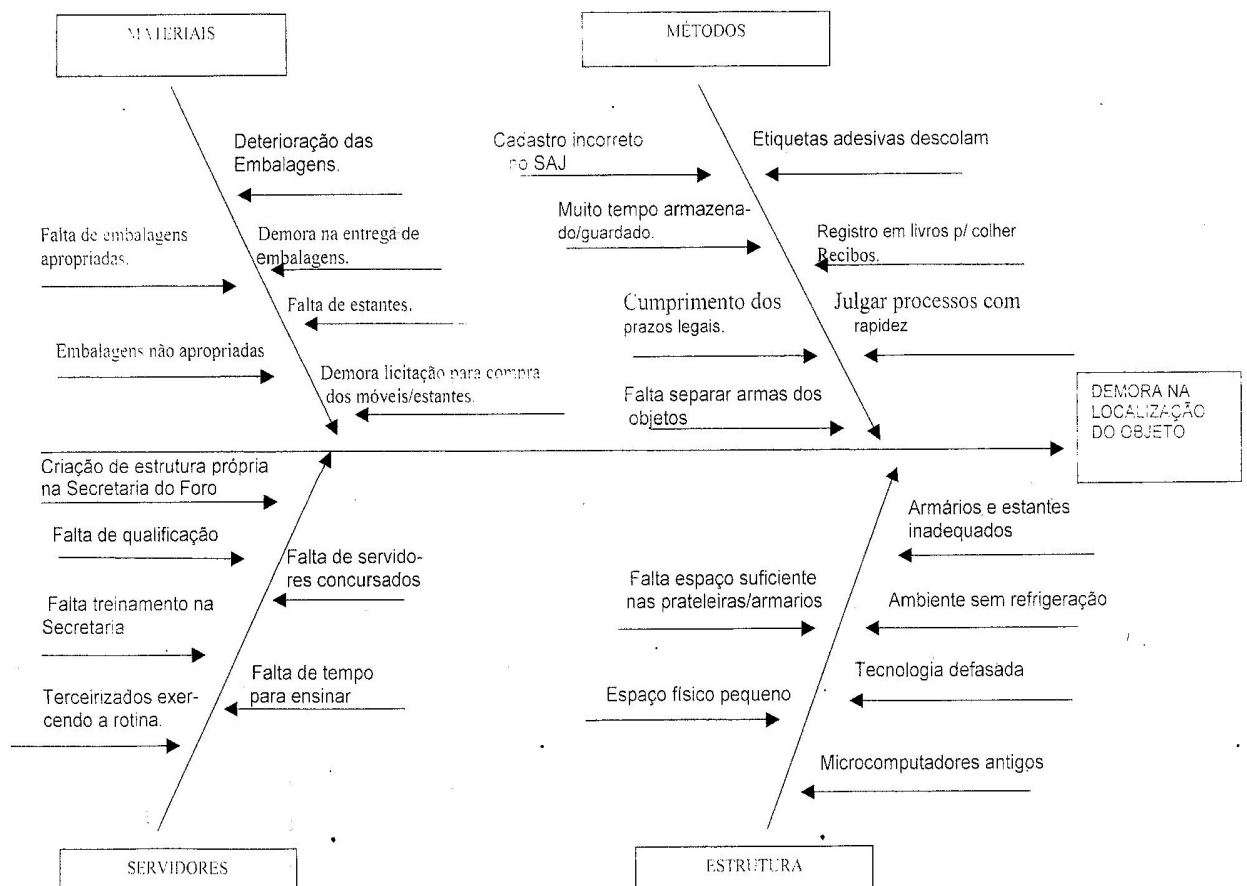 MATERIAIS
MÉTODOS
Deterioração das
Embalagens.
Falta de embalagens
apropriadas.
Demora na entrega de
embalagens.
Falta de estantes.
Embalagens não apropriadas
Demora licitação para compra
dos móveis/estantes.
Cadastro incorreto
no SAJ
Etiquetas adesivas descolam
Muito tempo armazena-
do/guardado.
Registro em livros p/ colher
Recibos.
Cumprimento dos
prazos legais.
Julgar processos com
rapidez
Falta separar armas dos
objetos
DEMORA NA
LOCALIZAÇÃO
DO OBJETO
Criação de estrutura própria
na Secretaria do Foro
Falta de qualificação
Falta de servido-
res concursados
Falta treinamento na
Secretaria
Falta de tempo
para ensinar
Terceirizados exer-
cendo a rotina.
Armários e estantes
inadequados
Falta espaço suficiente
nas prateleiras/armarios
Ambiente sem refrigeração
Tecnologia defasada
Espaço físico pequeno
Microcomputadores antigos
SERVIDORES
ESTRUTURA